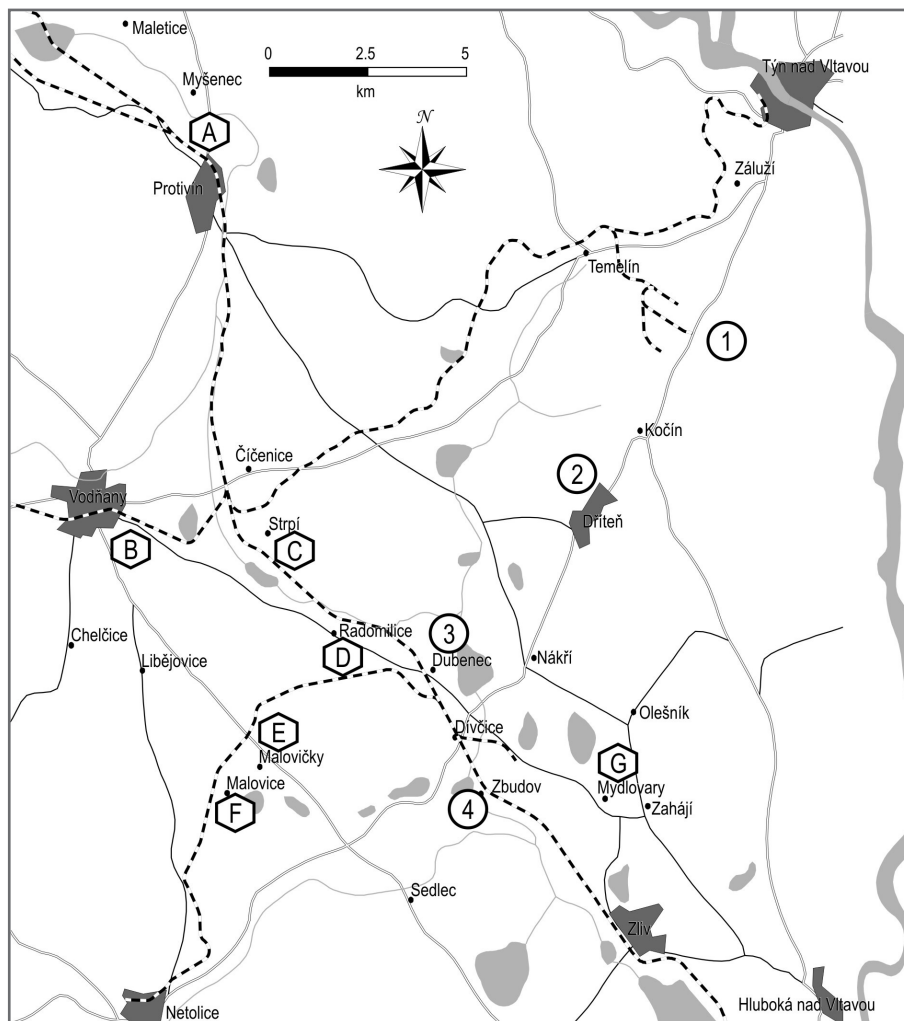 Maletice
0 2.5 5
km
Myšenec
Týn nad Vltavou
A
N
Protivín
Záluží
Temelín
1
Kočín
Číčenice
2
Vodňany
Dříteň
Strpí
B
C
Radomilice
3
Chelčice
D
Dubenec
Nákří
Libějovice
Olešník
E
Dívčice
Malovičky
G
Malovice
Zbudov
Mydlovary
F
4
Zahájí
Sedlec
Zliv
Netolice
Hluboká nad Vltavou